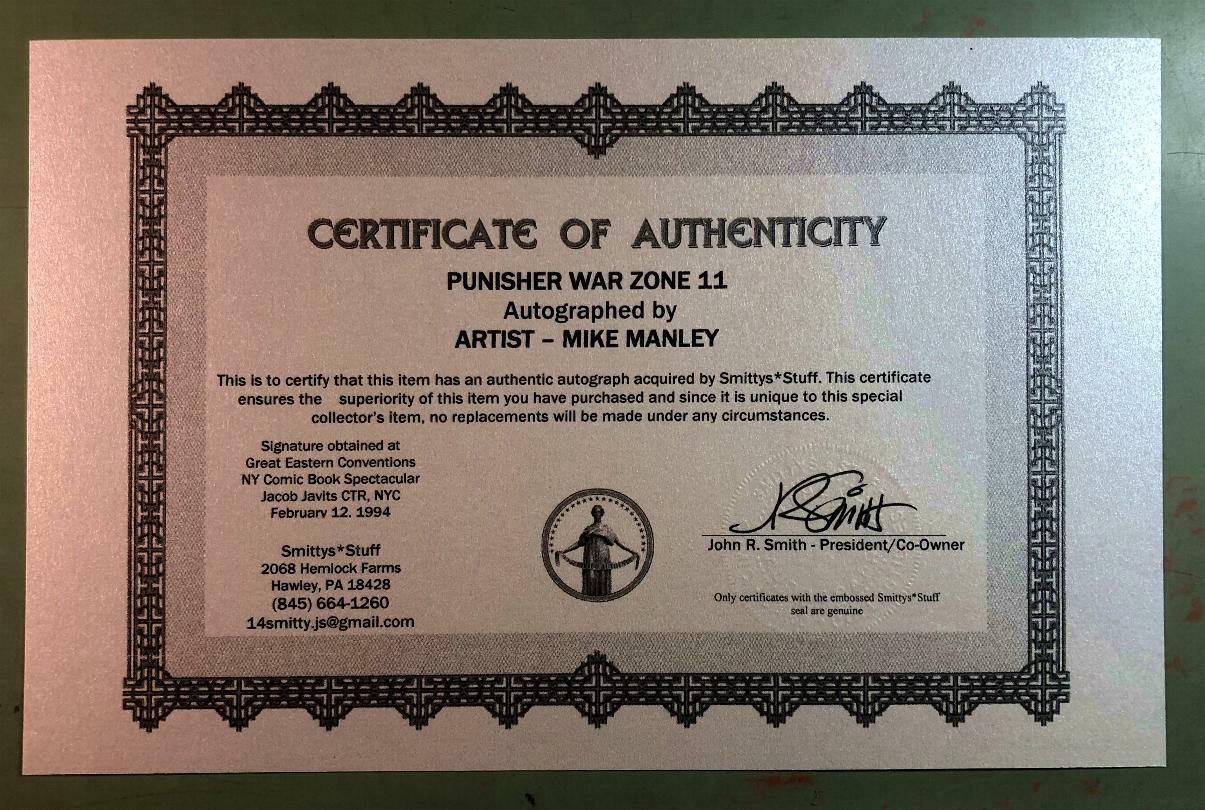 CERTIFICATE OF AUTHENTICITY
PUNISHER WAR ZONE 11
Autographed by
ARTIST – MIKE MANLEY
This is to certify that this item has an authentic autograph acquired by Smittys*Stuff. This certificate
ensures the superiority of this item you have purchased and since it is unique to this special
collector's item, no replacements will be made under any circumstances.
Signature obtained at
Great Eastern Conventions
NY Comic Book Spectacular
Jacob Javits CTR, NYC
February 12. 1994
Smittys*Stuff
2068 Hemlock Farms
Hawley, PA 18428
(845) 664-1260
14smitty.js@gmail.com
John R. Smith - President/Co-Owner
Only certificates with the embossed Smittys*Stuff
seal are genuine